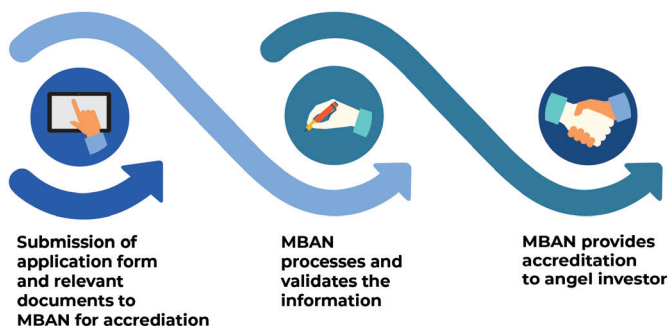 Submission of
application form
and relevant
documents to
MBAN for accrediation
MBAN
processes and
validates the
information
MBAN provides
accreditation
to angel investor